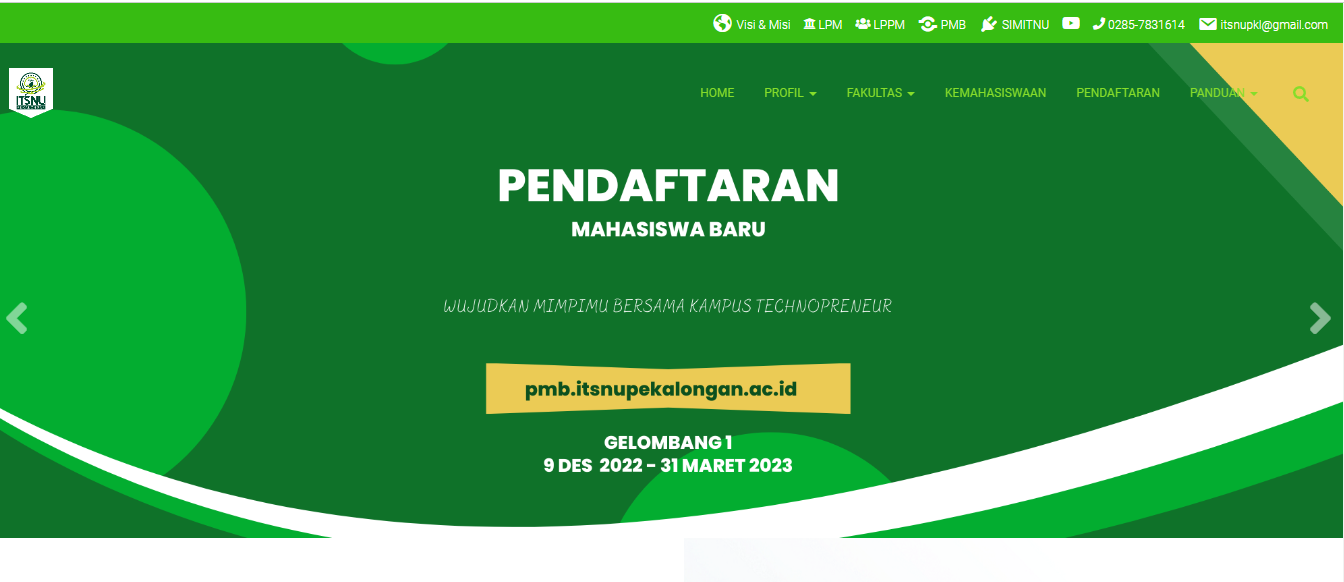 Visi & Misi LPM LPPM PMB SIMITNU 0285-7831614 itsnupkl@gmail.com
ITSNU
HOME PROFIL FAKULTAS KEMAHASISWAAN PENDAFTARAN PANDUAN
PENDAFTARAN
MAHASISWA BARU
WUJUDKAN MIMPIMU BERSAMA KAMPUS TECHNOPRENEUR
pmb.itsnupekalongan.ac.id
GELOMBANG 1
9 DES 2022 - 31 MARET 2023